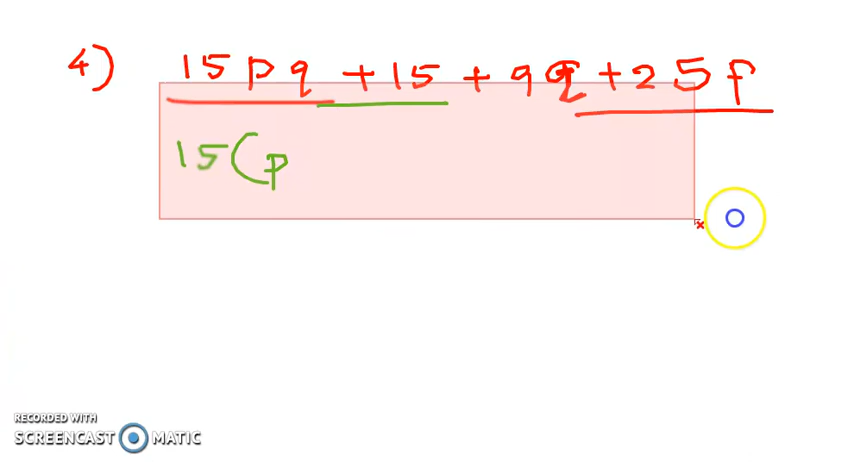 4) 15pq + 15 + 9q + 25p
15(p
RECORDED WITH
SCREENCAST MATIC